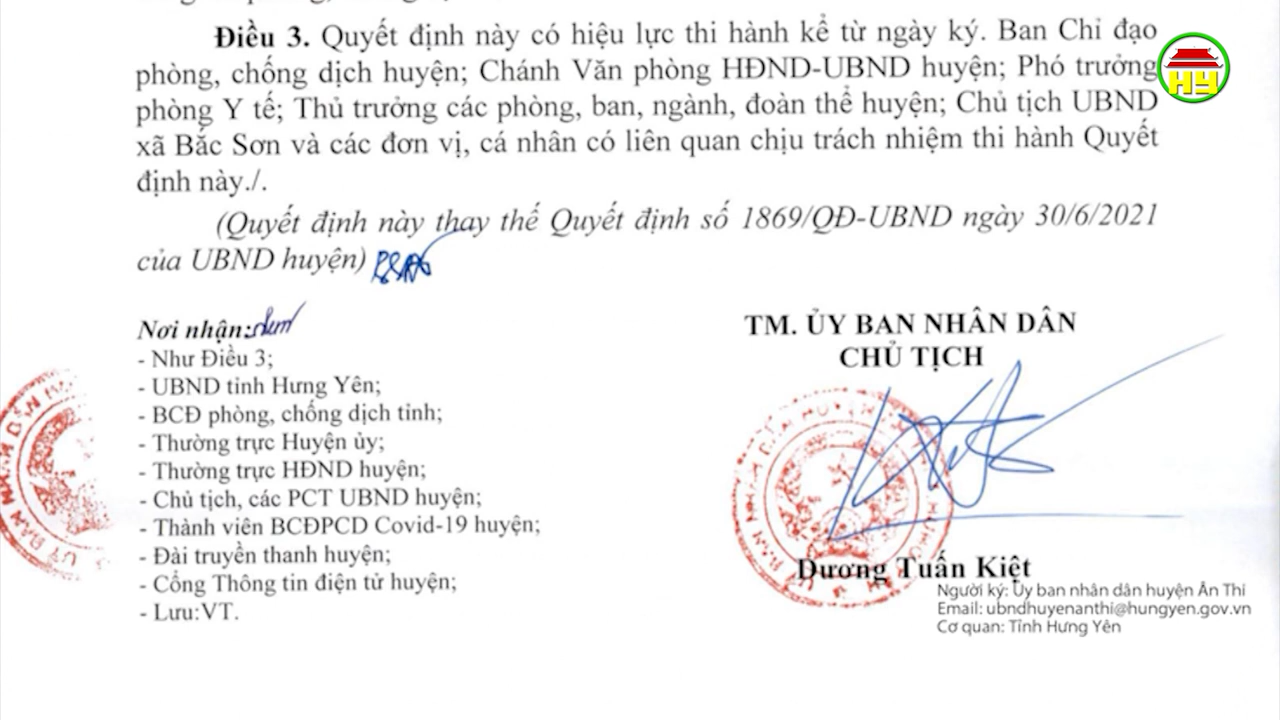 Điều 3. Quyết định này có hiệu lực thi hành kể từ ngày ký. Ban Chỉ đạo
phòng, chống dịch huyện; Chánh Văn phòng HĐND-UBND huyện; Phó trưởng
phòng Y tế; Thủ trưởng các phòng, ban, ngành, đoàn thể huyện; Chủ tịch UBND
xã Bắc Sơn và các đơn vị, cá nhân có liên quan chịu trách nhiệm thi hành Quyết
định này./.
(Quyết định này thay thế Quyết định số 1869/QĐ-UBND ngày 30/6/2021
của UBND huyện)
HY
Nơi nhận:
- Như Điều 3;
- UBND tỉnh Hưng Yên;
- BCĐ phòng, chống dịch tỉnh;
- Thường trực Huyện ủy;
- Thường trực HĐND huyện;
- Chủ tịch, các PCT UBND huyện;
- Thành viên BCĐPCD Covid-19 huyện;
- Đài truyền thanh huyện;
- Cổng Thông tin điện tử huyện;
- Lưu:VT.
TM. ỦY BAN NHÂN DÂN
CHỦ TỊCH
Dương Tuấn Kiệt
Người ký: Ủy ban nhân dân huyện Ân Thi
Email: ubndhuyenanthi@hungyen.gov.vn
Cơ quan: Tỉnh Hưng Yên